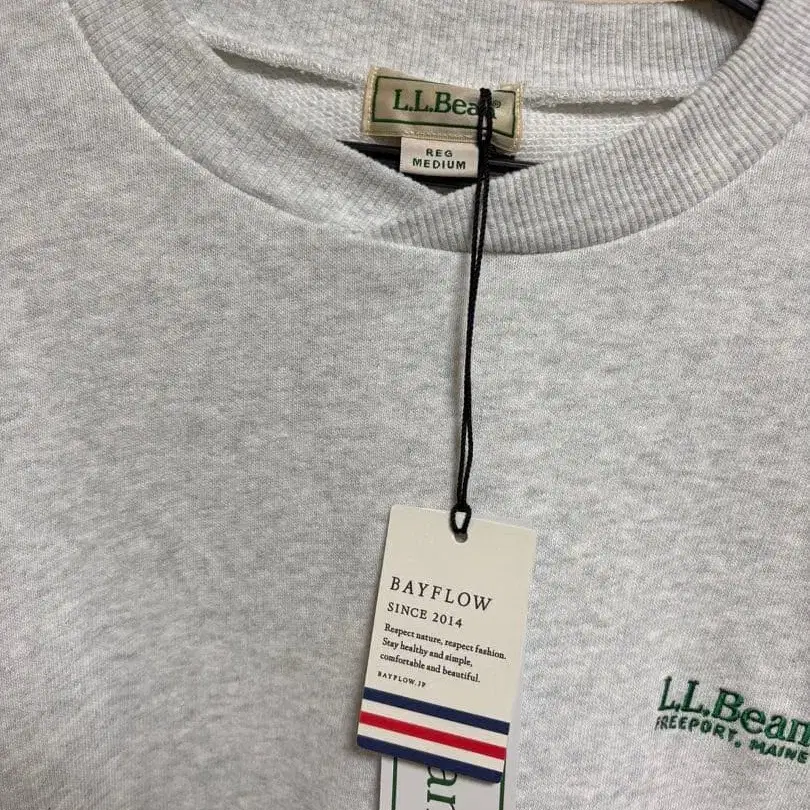 L.L.Bean®
REG
MEDIUM
BAYFLOW
SINCE 2014
Respect nature, respect fashion.
Stay healthy and simple,
comfortable and beautiful.
BAYFLOW.JP
L.L.Bean
FREEPORT, MAINE